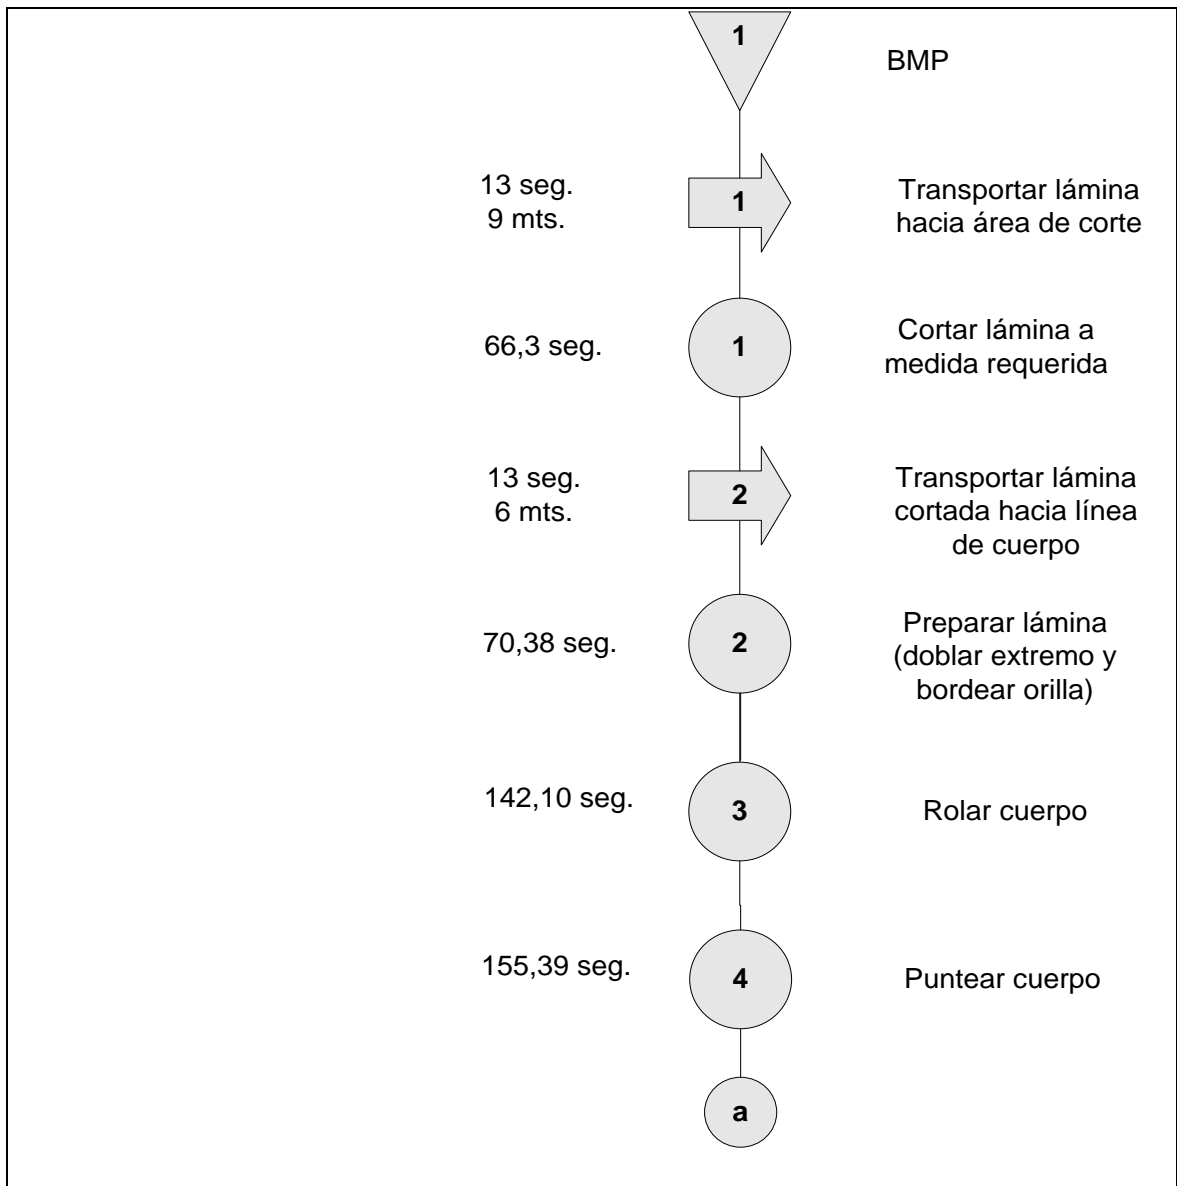 1
BMP
13 seg.
9 mts.
1
Transportar lámina
hacia área de corte
66,3 seg.
1
Cortar lámina a
medida requerida
13 seg.
6 mts.
2
Transportar lámina
cortada hacia línea
de cuerpo
70,38 seg.
2
Preparar lámina
(doblar extremo y
bordear orilla)
142,10 seg.
3
Rolar cuerpo
155,39 seg.
4
Puntear cuerpo
a